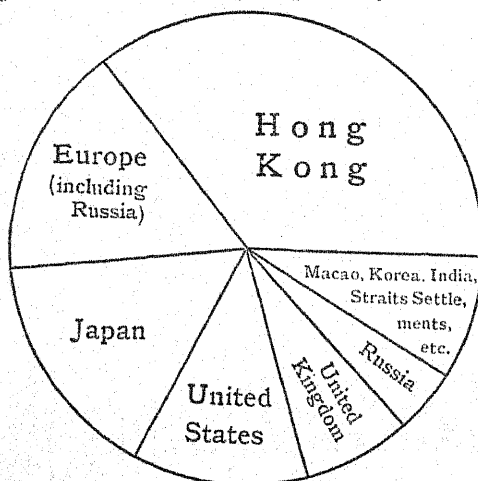 Hong
Kong
Europe
(including
Russia)
Macao, Korea, India,
Straits Settle,
ments,
etc.
Japan
Russia
United
Kingdom
United
States